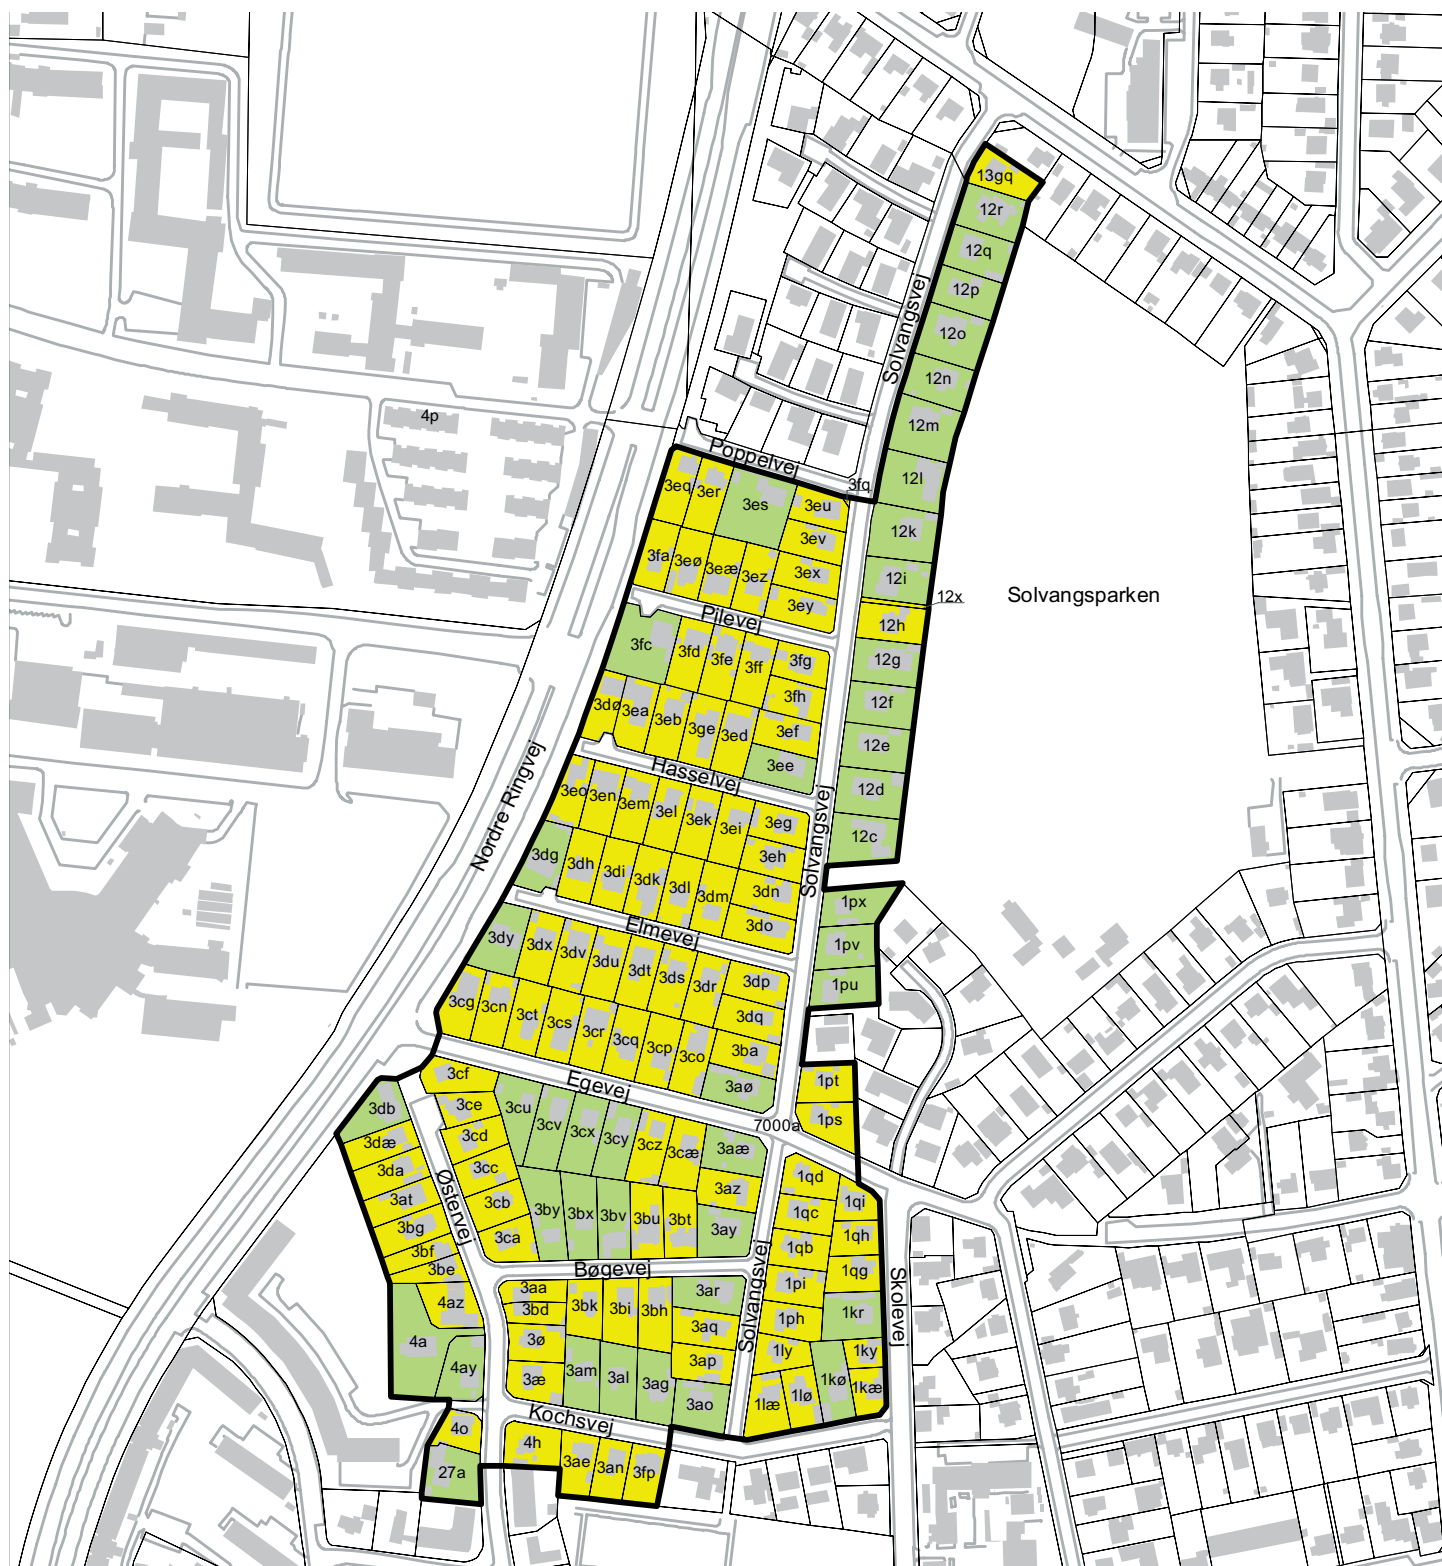 13gq
12r
12q
12p
12o
Solvangsvej
12n
4p
12m
Poppelvej
12l
3fq
3eq
3er
3es
3eu
12k
3ev
3fa
3eø
3eæ
3ez
3ex
12i
3ey
12x
Solvangsparken
Pilevej
12h
3fc
3fd
3fe
3ff
3fg
12g
3fh
12f
3dø
3ea
3eb
3ge
3ed
3ef
12e
3ee
Hasselvej
12d
Nordre Ringvej
3eo
3en
3em
3el
3ek
3ei
3eg
12c
Solvangsvej
3dg
3dh
3di
3dk
3dl
3dm
3eh
3dn
1px
3do
Elmevej
3dy
3dx
3dv
3du
3dt
3ds
3dr
1pv
3dp
1pu
3cg
3cn
3ct
3cs
3cr
3cq
3cp
3co
3dq
3ba
3aø
3cf
Egevej
1pt
3db
3ce
3cu
3cv
3cx
3cy
3cz
3cæ
7000a
1ps
3dæ
3cd
3aæ
3da
3cc
1qd
3at
Østervej
3cb
3by
3bx
3bv
3bu
3bt
3az
1qc
1qi
3bg
3ca
3ay
1qb
1qh
3bf
3be
Bøgevej
Solvangsvej
1pi
1qg
Skolevej
4az
3aa
3bd
3bk
3bi
3bh
3ar
1ph
1kr
4a
3ø
3aq
1ly
1ky
4ay
3æ
3am
3al
3ag
3ap
1kø
1kæ
3ao
1læ
1lø
4o
Kochsvej
27a
4h
3ae
3an
3fp